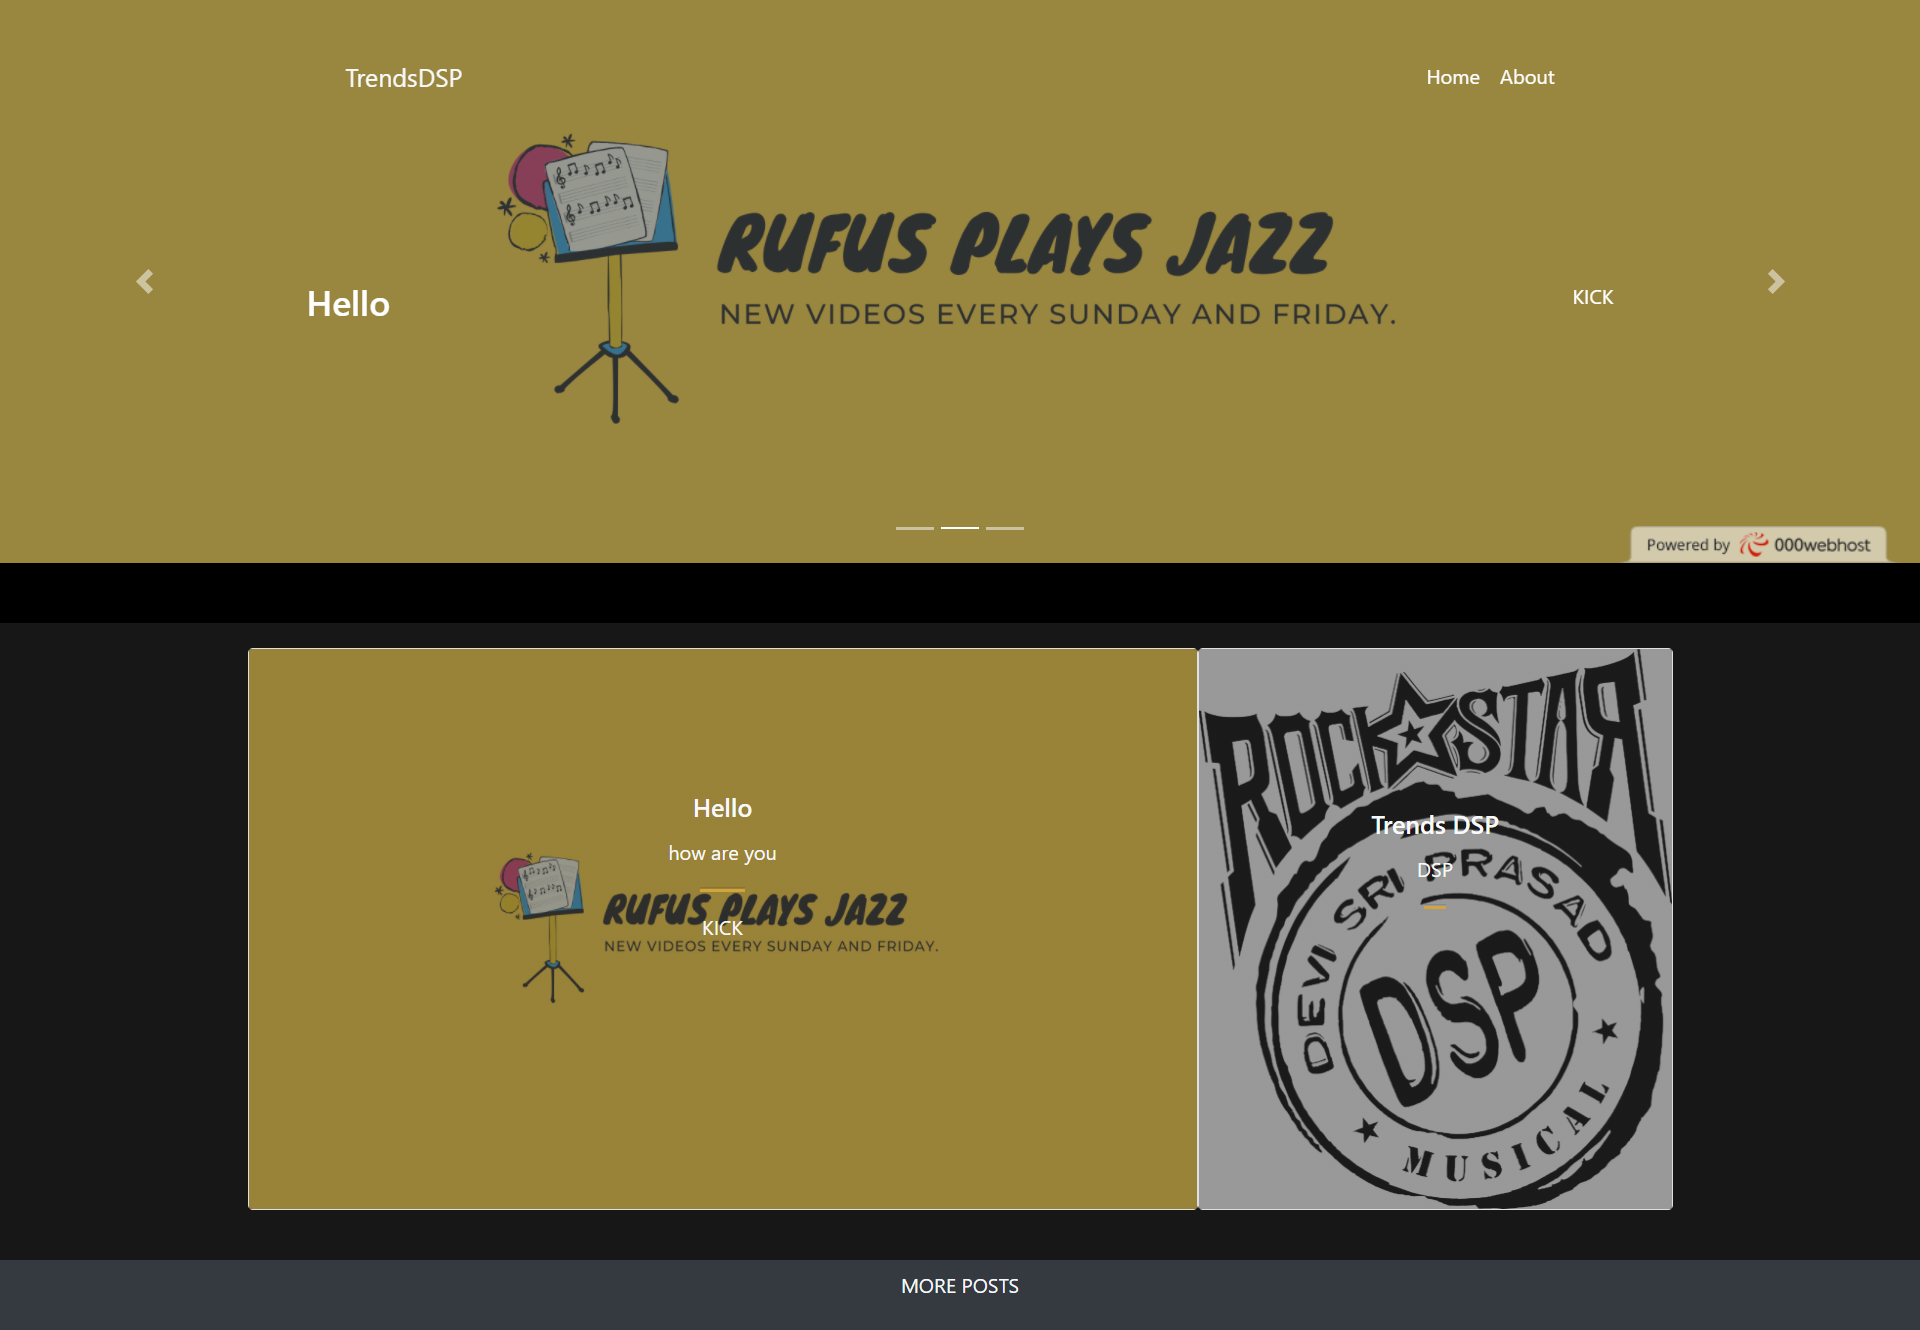 TrendsDSP
Home About
RUFUS PLAYS JAZZ
NEW VIDEOS EVERY SUNDAY AND FRIDAY.
Hello
KICK
Powered by 000webhost
Hello
how are you
RUFUS PLAYS JAZZ
KICK
NEW VIDEOS EVERY SUNDAY AND FRIDAY.
ROCKSTAR
Trends DSP
DSP
DEVI SRI PRASAD
DSP
MUSICAL
MORE POSTS